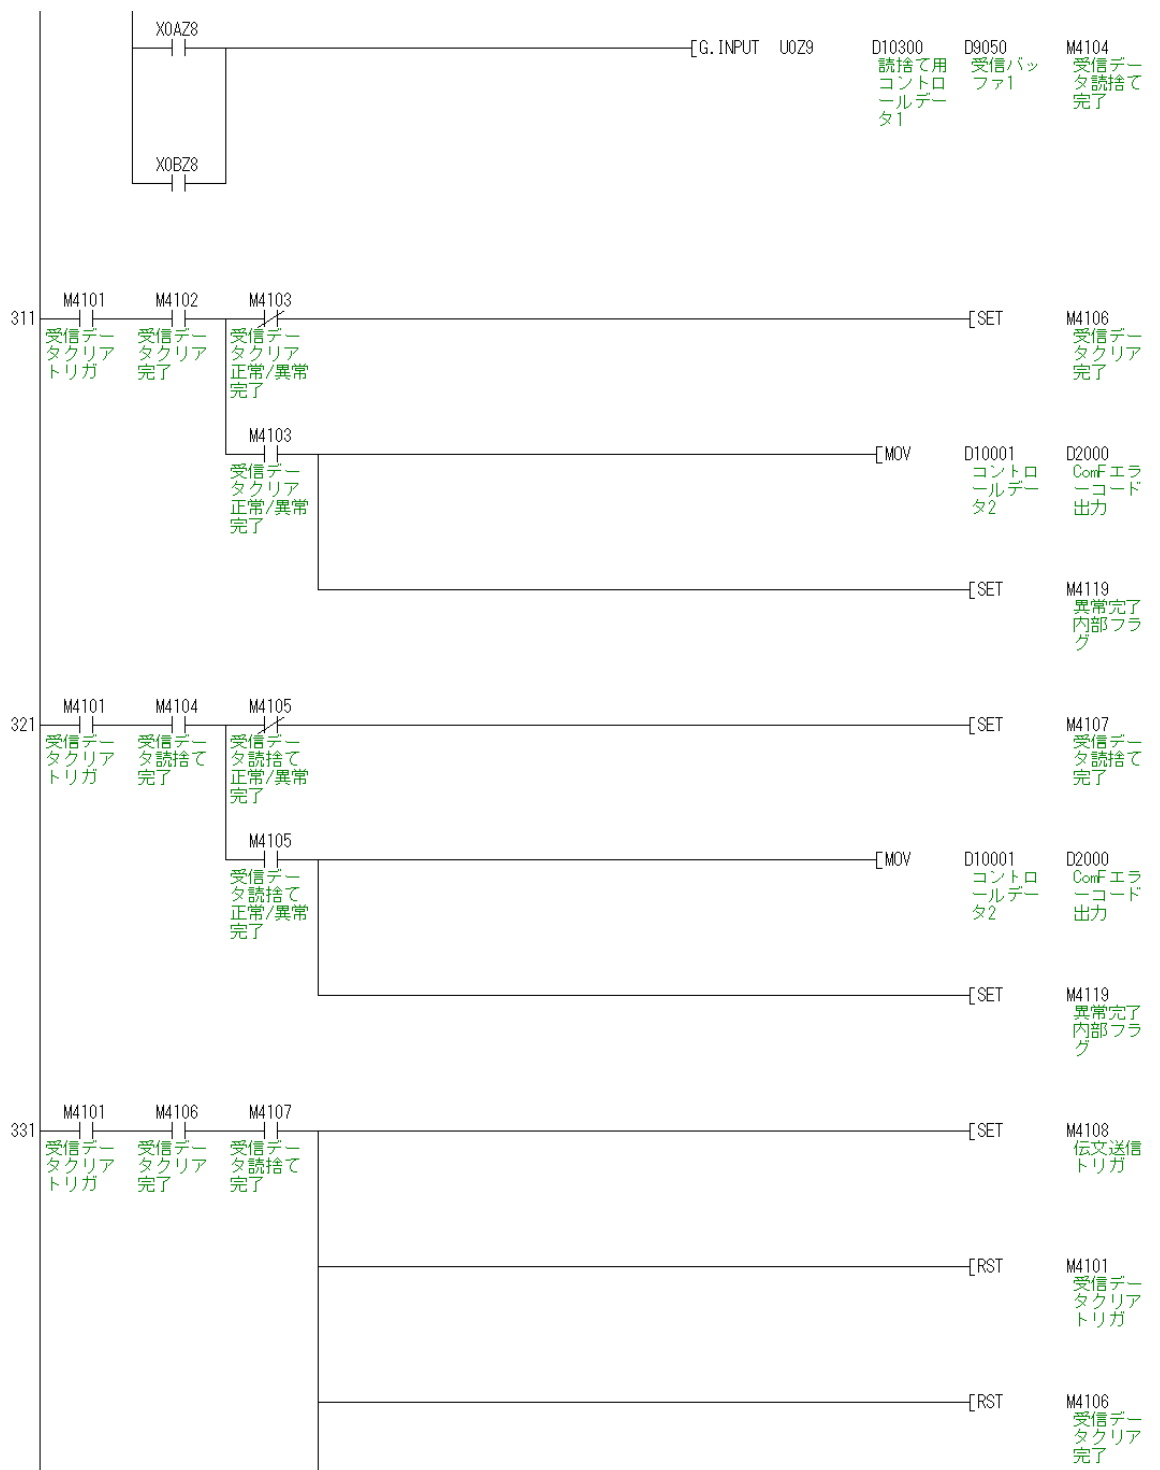 X0AZ8
[G.INPUT U0Z9 D10300 D9050 M4104
読捨て用 受信バッ 受信デー
コントロ ファ1 タ読捨て
ールデー 完了
タ1
X0BZ8
M4101 M4102 M4103
311 [SET M4106
受信デー 受信デー 受信デー 受信デー
タクリア タクリア タクリア タクリア
トリガ 完了 正常/異常 完了
完了
M4103
[MOV D10001 D2000
受信デー コントロ ComFエラ
タクリア ールデー ーコード
正常/異常 タ2 出力
完了
[SET M4119
異常完了
内部フラ
グ
M4101 M4104 M4105
321 [SET M4107
受信デー 受信デー 受信デー 受信デー
タクリア タ読捨て タ読捨て タ読捨て
トリガ 完了 正常/異常 完了
完了
M4105
[MOV D10001 D2000
受信デー コントロ ComFエラ
タ読捨て ールデー ーコード
正常/異常 タ2 出力
完了
[SET M4119
異常完了
内部フラ
グ
M4101 M4106 M4107
331 [SET M4108
受信デー 受信デー 受信デー 伝文送信
タクリア タクリア タ読捨て トリガ
トリガ 完了 完了
[RST M4101
受信デー
タクリア
トリガ
[RST M4106
受信デー
タクリア
完了